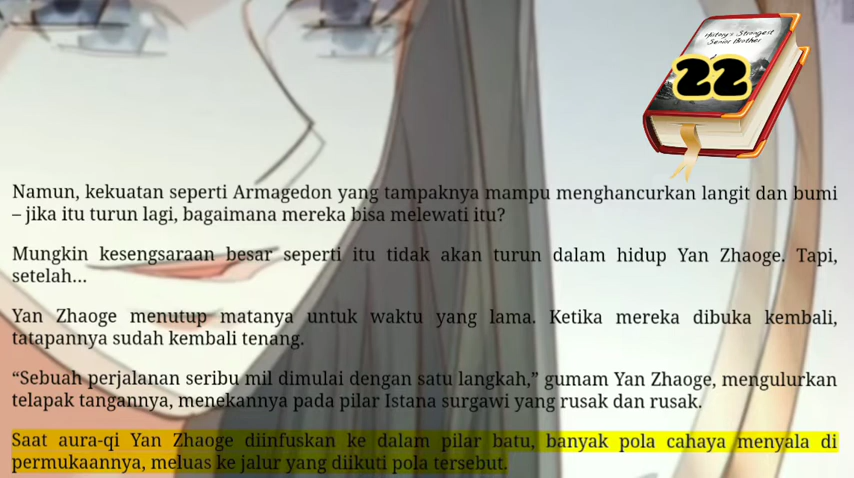 History's Strongest
Senior Brother
22
Namun, kekuatan seperti Armagedon yang tampaknya mampu menghancurkan langit dan bumi
– jika itu turun lagi, bagaimana mereka bisa melewati itu?
Mungkin kesengsaraan besar seperti itu tidak akan turun dalam hidup Yan Zhaoge. Tapi,
setelah...
Yan Zhaoge menutup matanya untuk waktu yang lama. Ketika mereka dibuka kembali,
tatapannya sudah kembali tenang.
“Sebuah perjalanan seribu mil dimulai dengan satu langkah,” gumam Yan Zhaoge, mengulurkan
telapak tangannya, menekannya pada pilar Istana surgawi yang rusak dan rusak.
Saat aura-qi Yan Zhaoge diinfuskan ke dalam pilar batu, banyak pola cahaya menyala di
permukaannya, meluas ke jalur yang diikuti pola tersebut.